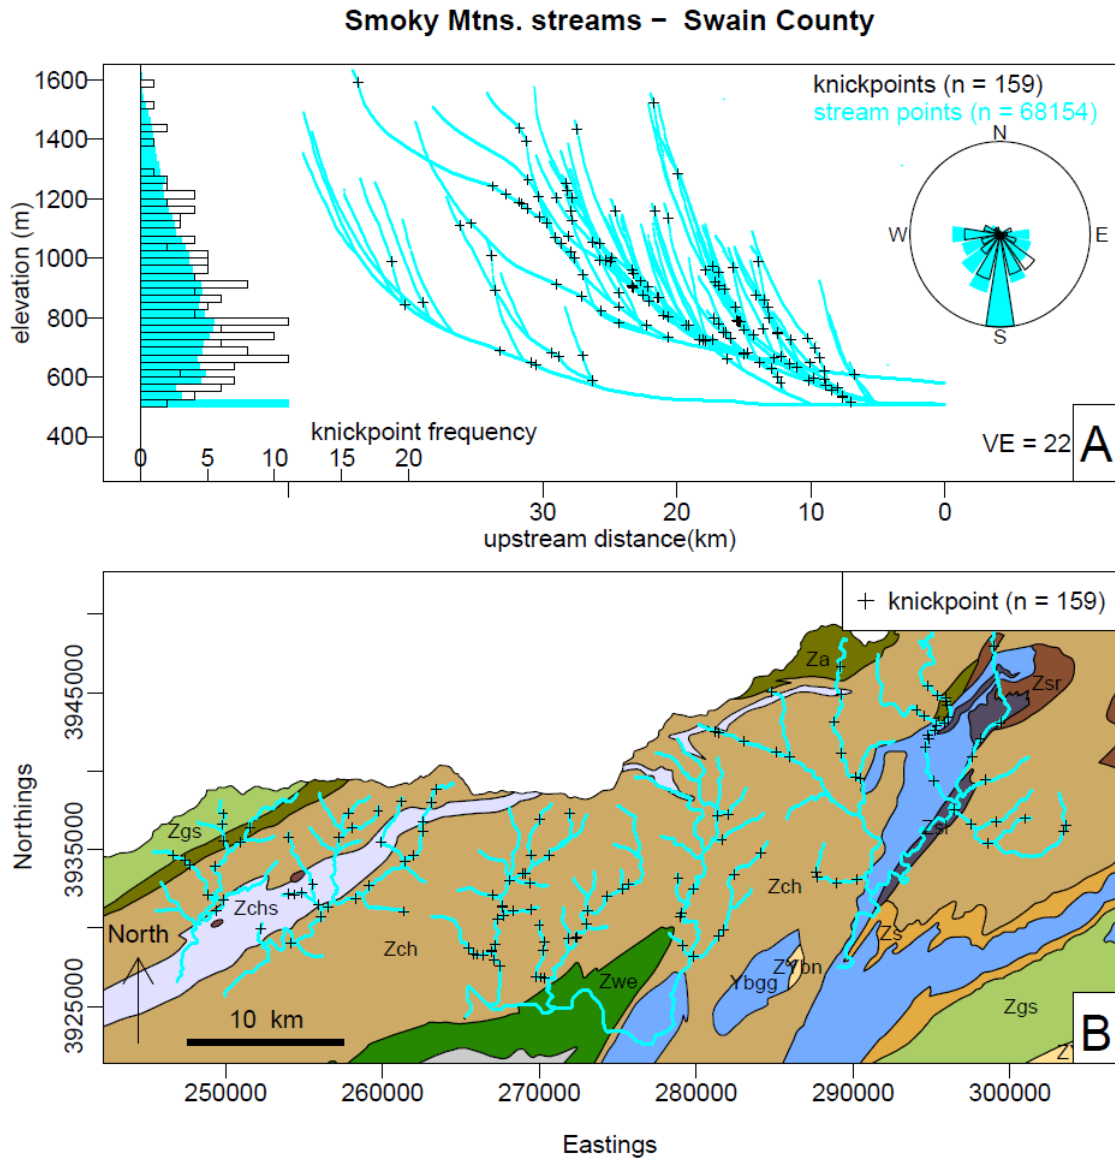 Smoky Mtns. streams − Swain County
knickpoints (n = 159)
stream points (n = 68154)
N
W
E
S
1600
1400
1200
1000
800
600
400
elevation (m)
knickpoint frequency
0 5 10 15 20
VE = 22
A
30 20 10 0
upstream distance(km)
knickpoint (n = 159)
3945000
3935000
3925000
Northings
Za
Zsr
Zgs
Zsl
Zchs
Zch
Zch
North
Zs
Zwe
Ybgg
ZYbn
Zgs
10 km
B
250000 260000 270000 280000 290000 300000
Eastings